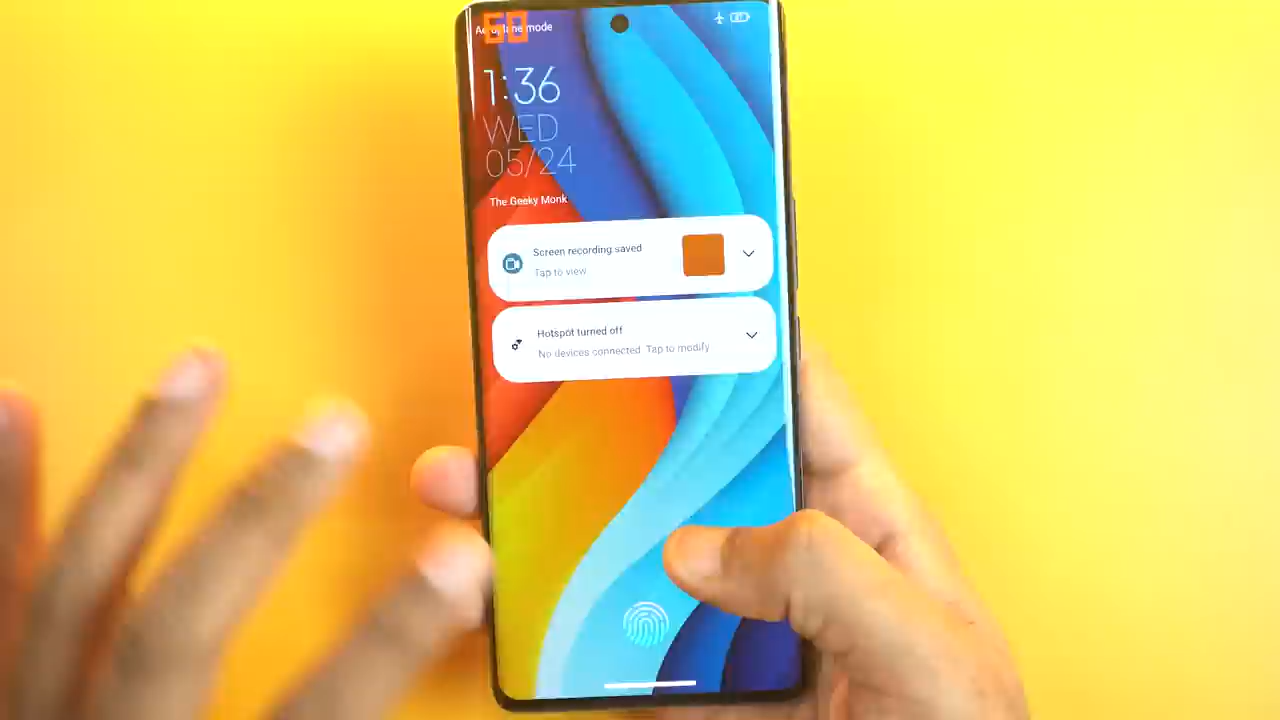 Aeroplane mode
60
1:36
WED
05/24
The Geeky Monk
Screen recording saved
Tap to view
Hotspot turned off
No devices connected. Tap to modify